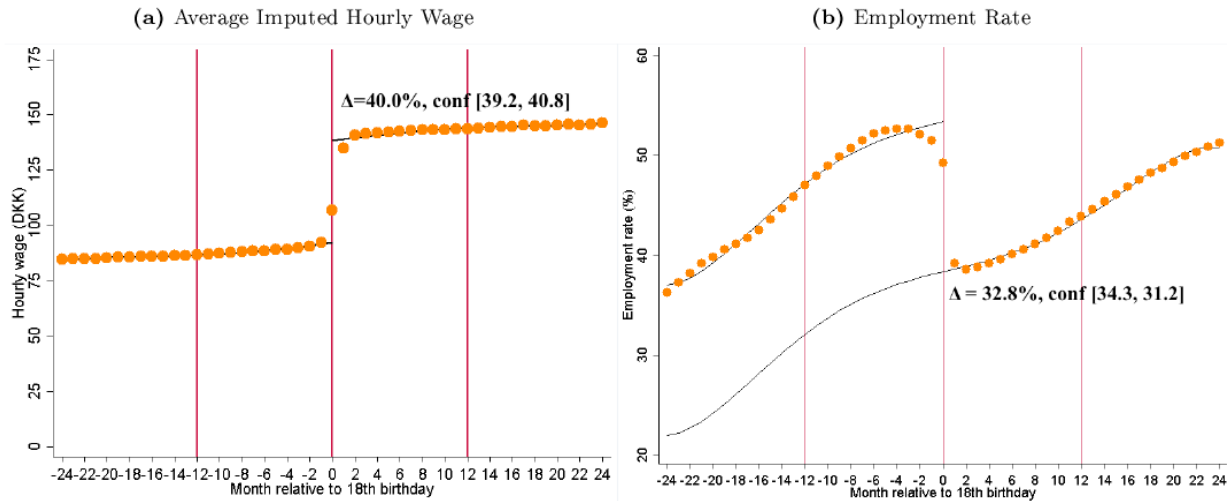 (a) Average Imputed Hourly Wage
175
150
125
100
75
50
25
0
Hourly wage (DKK)
Δ=40.0%, conf [39.2, 40.8]
-24 -22 -20 -18 -16 -14 -12 -10 -8 -6 -4 -2 0 2 4 6 8 10 12 14 16 18 20 22 24
Month relative to 18th birthday
(b) Employment Rate
60
50
40
30
20
Employment rate (%)
Δ = 32.8%, conf [34.3, 31.2]
-24 -22 -20 -18 -16 -14 -12 -10 -8 -6 -4 -2 0 2 4 6 8 10 12 14 16 18 20 22 24
Month relative to 18th birthday